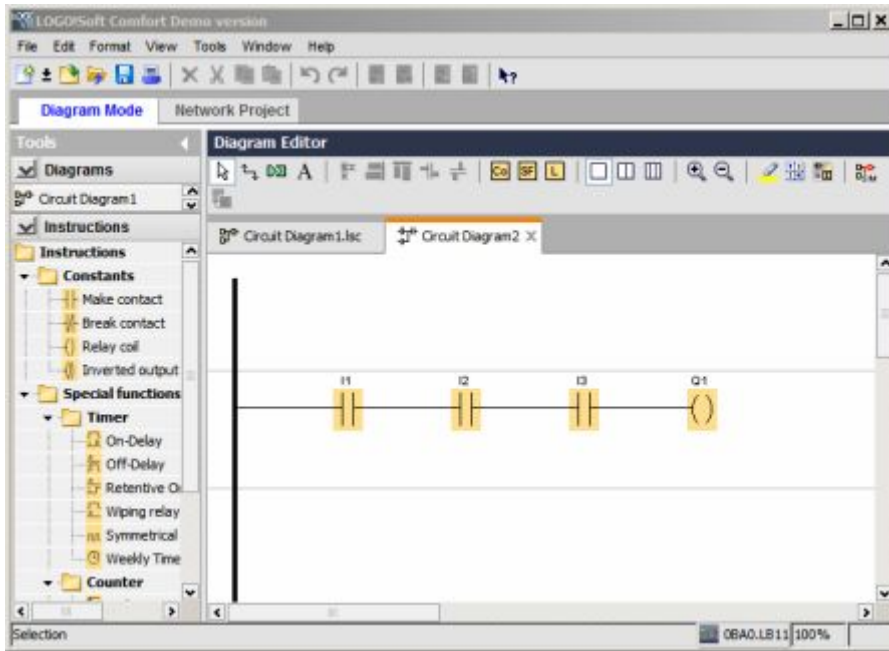 LOGO!Soft Comfort Demo version
File Edit Format View Tools Window Help
Diagram Mode Network Project
Tools
Diagrams
Circuit Diagram1
Instructions
Instructions
Constants
Make contact
Break contact
Relay coil
Inverted output
Special functions
Timer
On-Delay
Off-Delay
Retentive
Wiping relay
Symmetrical
Weekly Time
Counter
Diagram Editor
A Co SF L
Circuit Diagram1.lsc Circuit Diagram2
I1 I2 I3 Q1
Selection 0BA0.LB11 100%